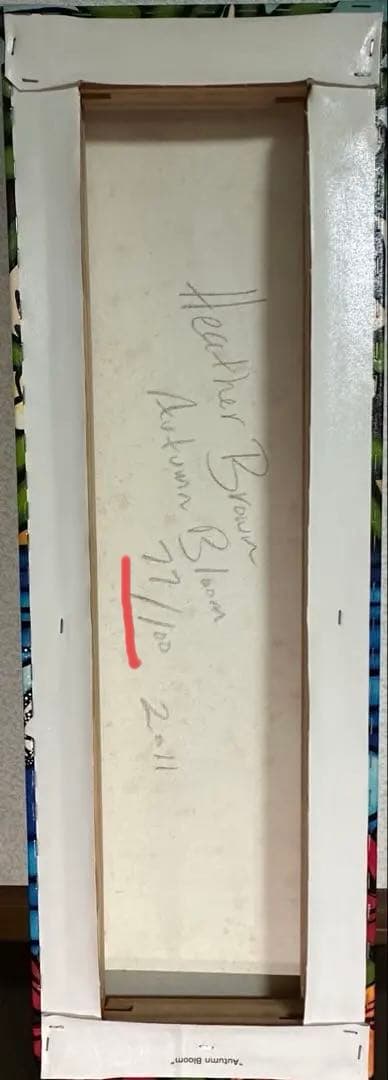 Heather Brown
Autumn Bloom
77/100 2011
"Autumn Bloom"